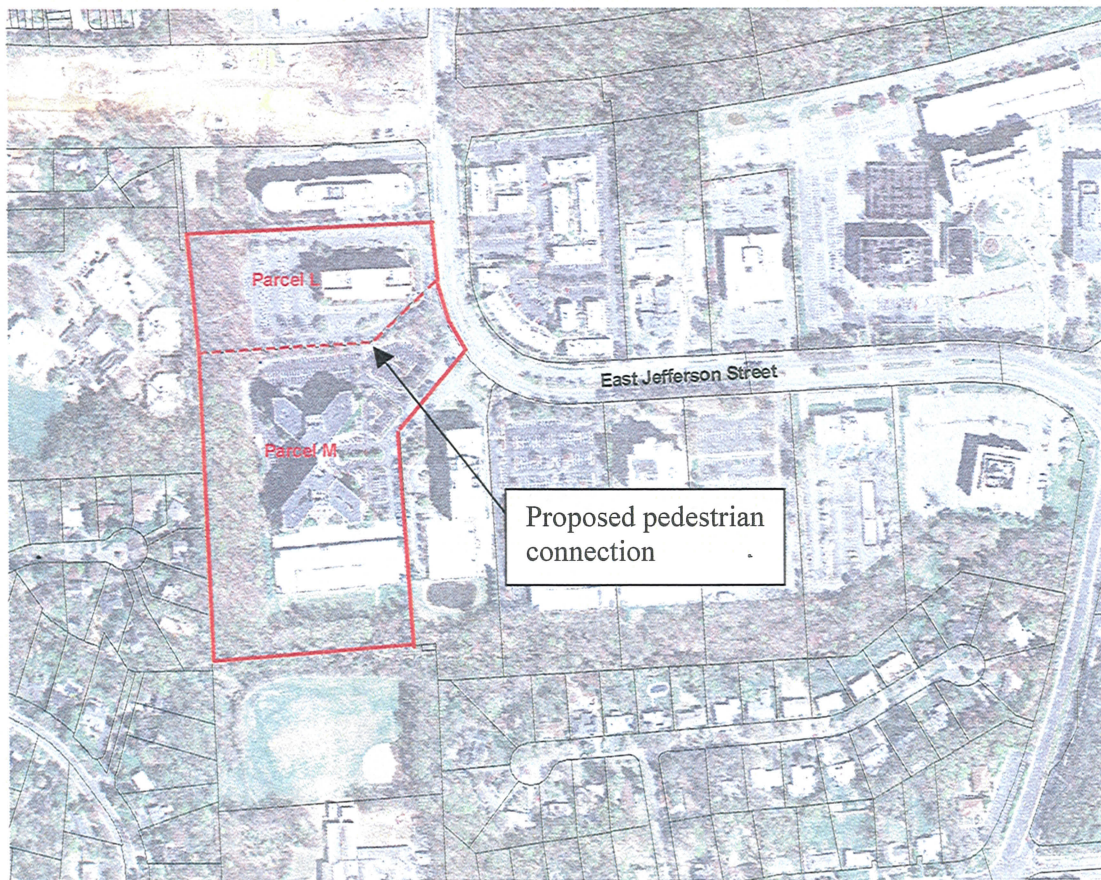 Parcel L
East Jefferson Street
Parcel M
Proposed pedestrian
connection